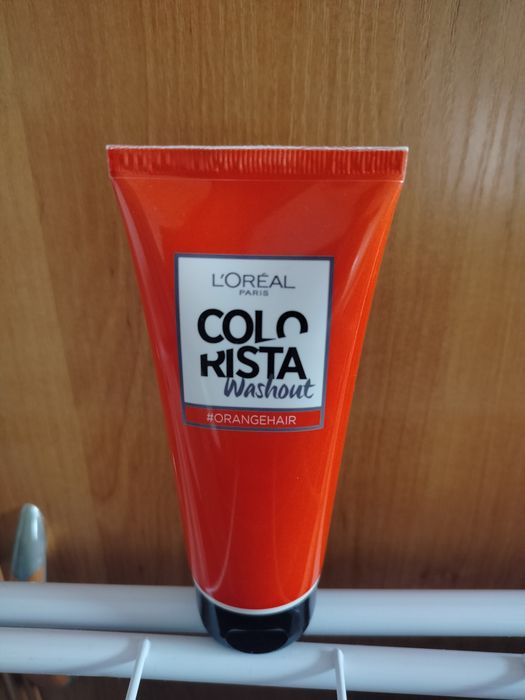 L'ORÉAL
PARIS
COLO
RISTA
Washout
#ORANGEHAIR